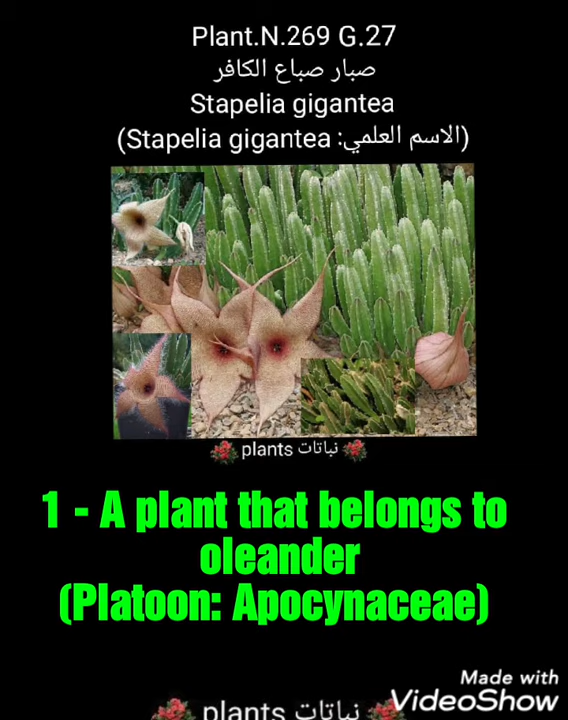 Plant.N.269 G.27
صبار صباع الكافر
Stapelia gigantea
(الاسم العلمي: Stapelia gigantea)
plants نباتات
1 - A plant that belongs to
oleander
(Platoon: Apocynaceae)
Made with
VideoShow
plants نباتات